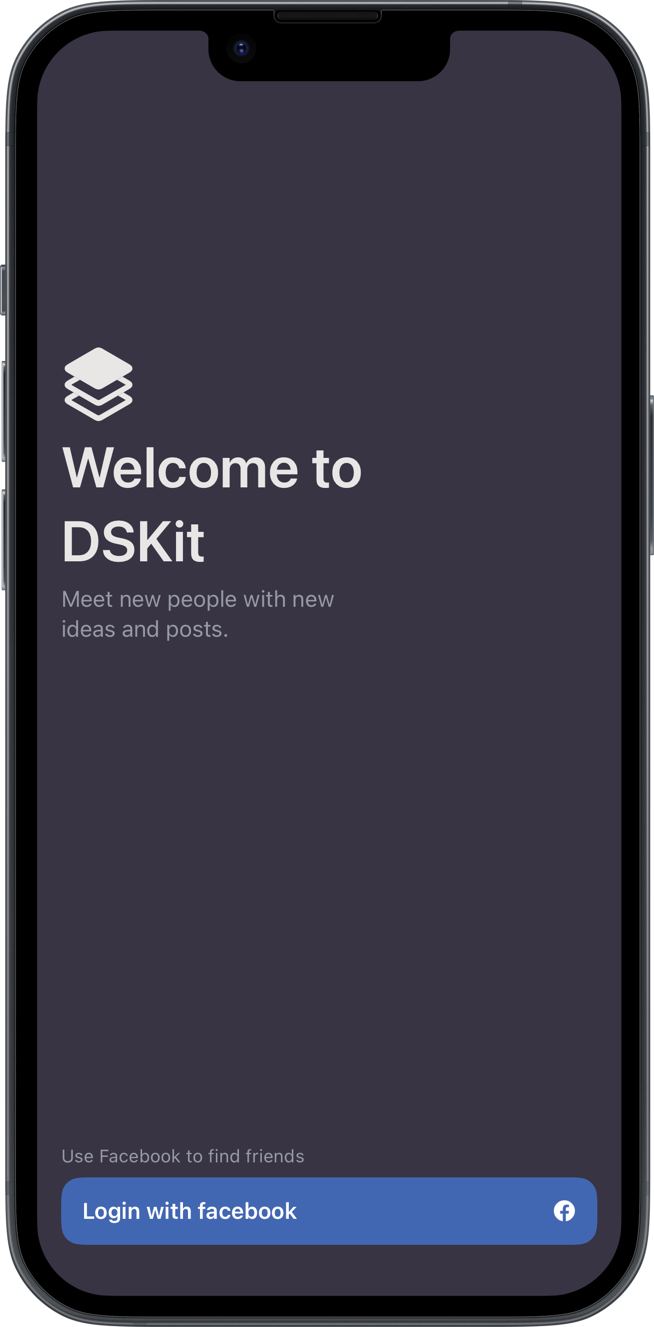 Welcome to
DSKit
Meet new people with new
ideas and posts.
Use Facebook to find friends
Login with facebook